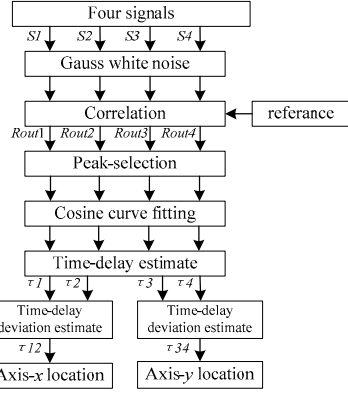 Four signals
S1 S2 S3 S4
Gauss white noise
Correlation
referance
Rout1 Rout2 Rout3 Rout4
Peak-selection
Cosine curve fitting
Time-delay estimate
τ1 τ2 τ3 τ4
Time-delay
deviation estimate
Time-delay
deviation estimate
τ12 τ34
Axis-x location
Axis-y location